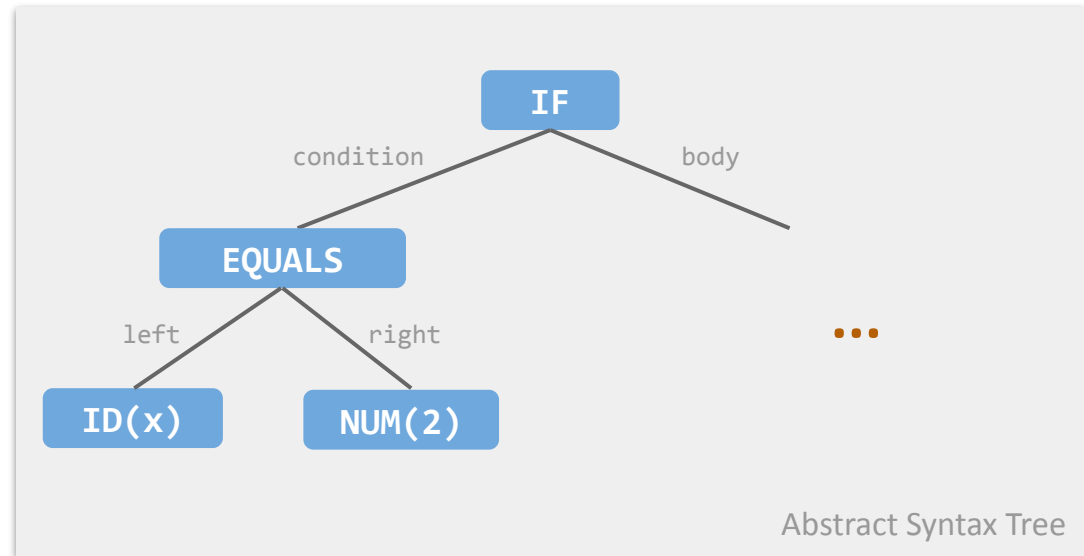 IF
condition
body
EQUALS
left
right
...
ID(x)
NUM(2)
Abstract Syntax Tree